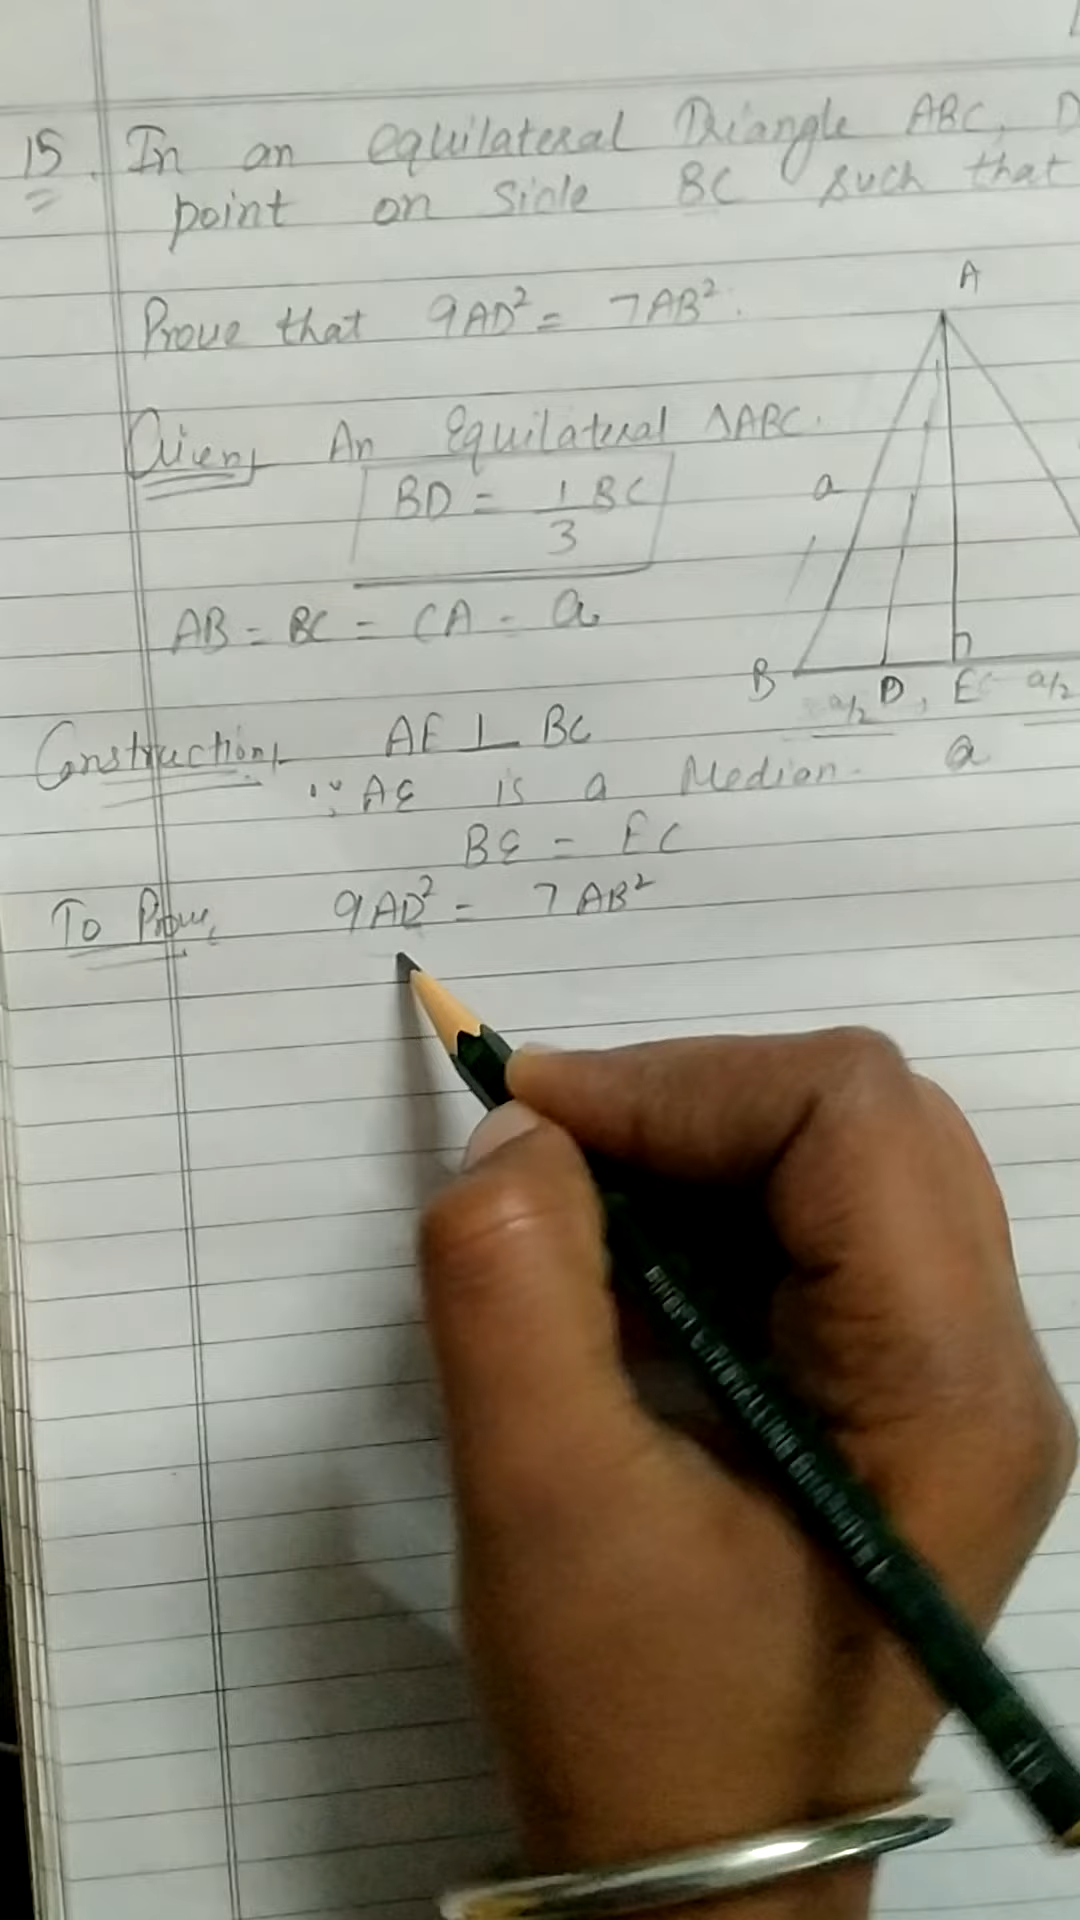 15. In an equilateral Triangle ABC, D
point on side BC such that
Prove that 9AD² = 7AB².
A
Given, An Equilateral △ABC.
BD = 1/3 BC
a
AB = BC = CA = a
B D E
a/2 a/2
Construction, AE ⊥ BC
a
∵ AE is a Median.
BE = EC
To Prove, 9AD² = 7AB²